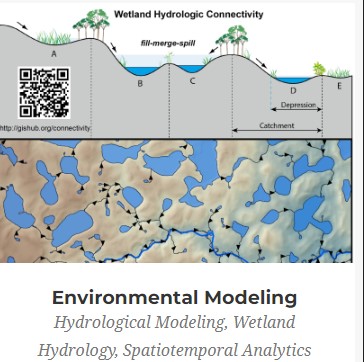 Wetland Hydrologic Connectivity
fill-merge-spill
A
B
C
D
E
Depression
http://gishub.org/connectivity
Catchment
Environmental Modeling
Hydrological Modeling, Wetland
Hydrology, Spatiotemporal Analytics